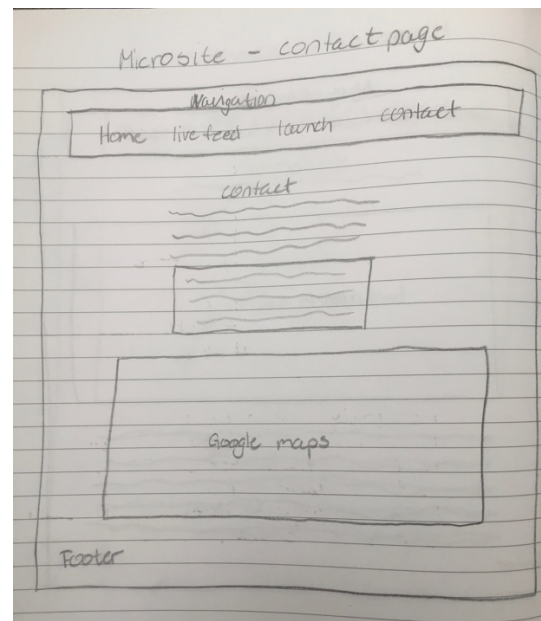 Microsite - contact page
Navigation
Home live feed launch contact
contact
Google maps
Footer